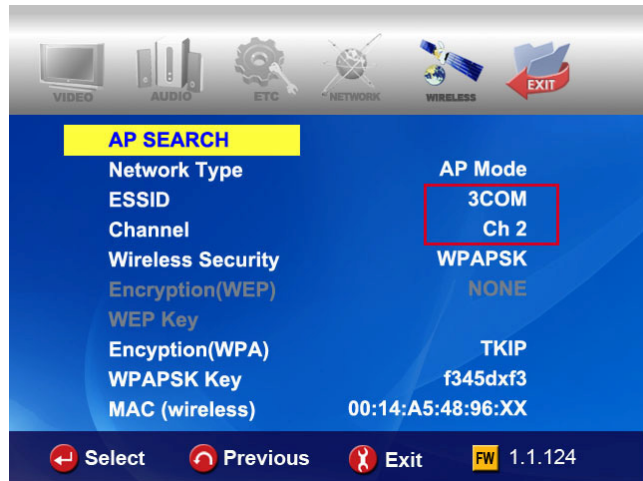 VIDEO AUDIO ETC NETWORK WIRELESS EXIT
AP SEARCH
Network Type AP Mode
ESSID 3COM
Channel Ch 2
Wireless Security WPAPSK
Encryption(WEP) NONE
WEP Key
Encyption(WPA) TKIP
WPAPSK Key f345dxf3
MAC (wireless) 00:14:A5:48:96:XX
Select Previous Exit FW 1.1.124